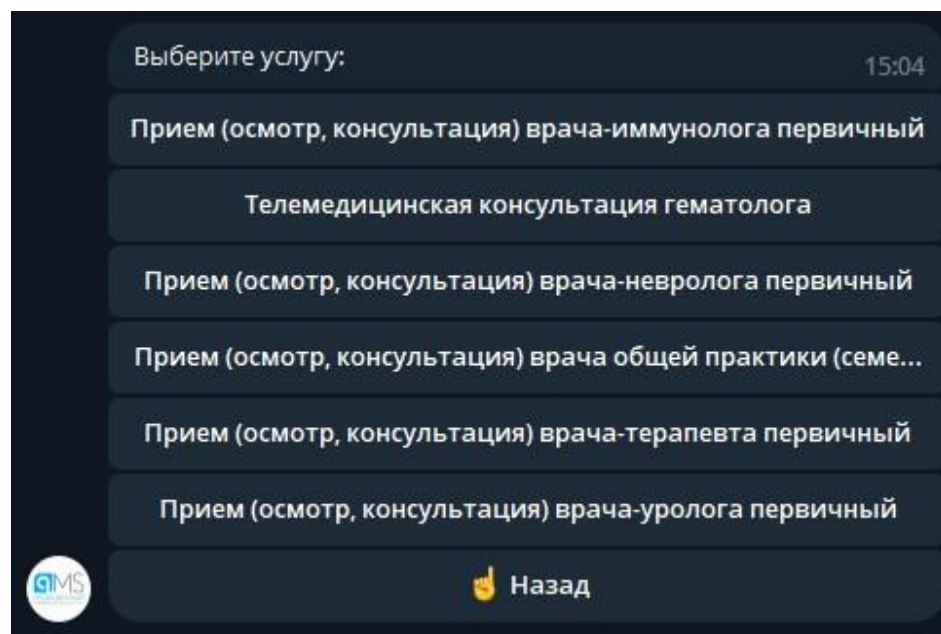 Выберите услугу:
15:04
Прием (осмотр, консультация) врача-иммунолога первичный
Телемедицинская консультация гематолога
Прием (осмотр, консультация) врача-невролога первичный
Прием (осмотр, консультация) врача общей практики (семе...
Прием (осмотр, консультация) врача-терапевта первичный
Прием (осмотр, консультация) врача-уролога первичный
☝ Назад
qMS